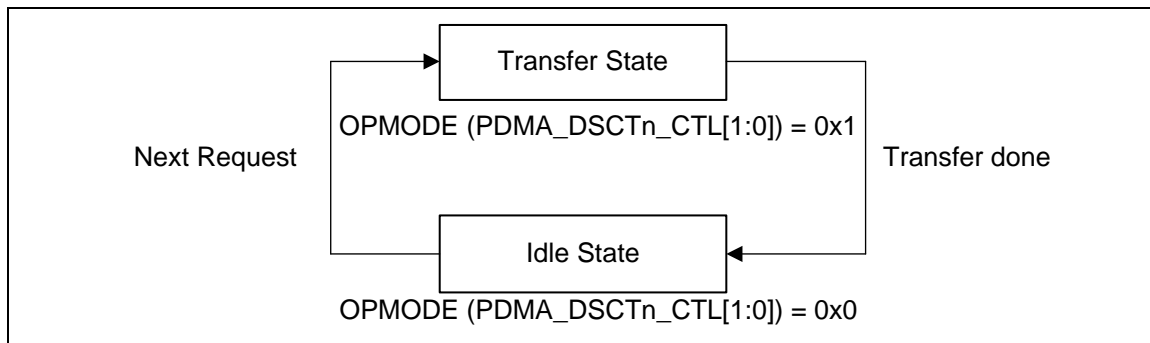 Transfer State
OPMODE (PDMA_DSCTn_CTL[1:0]) = 0x1
Next Request
Transfer done
Idle State
OPMODE (PDMA_DSCTn_CTL[1:0]) = 0x0